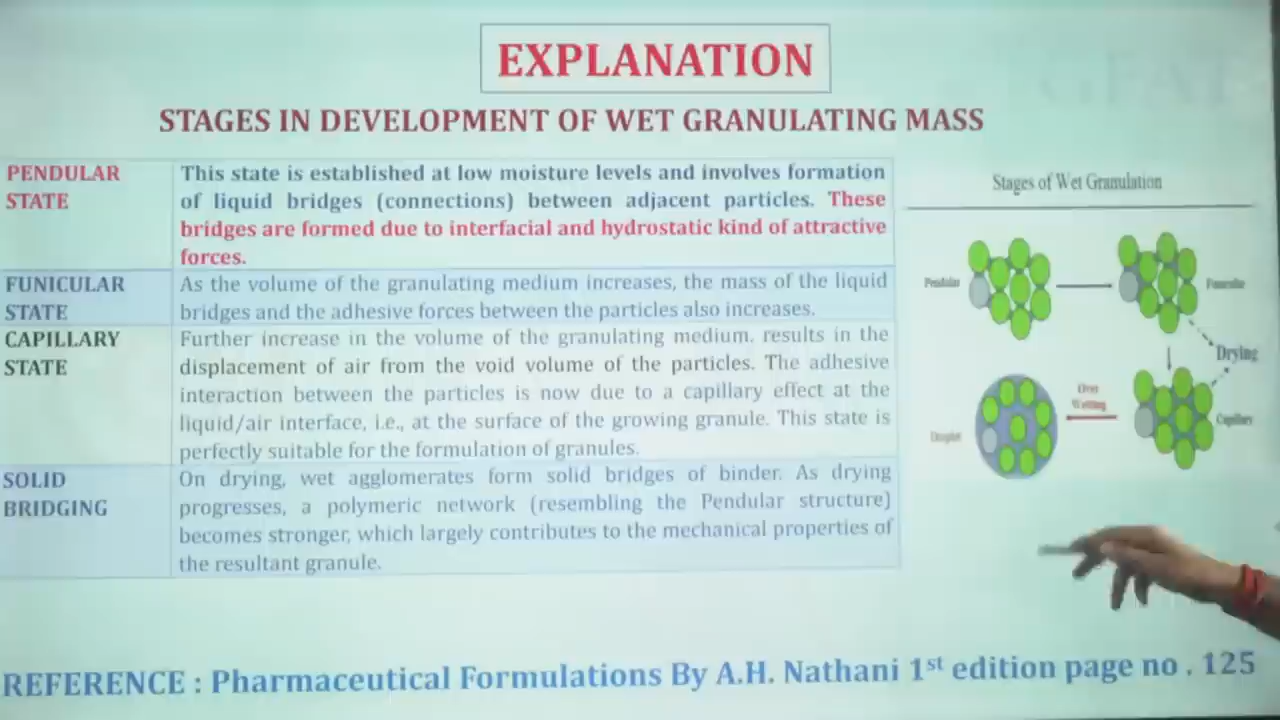 EXPLANATION
STAGES IN DEVELOPMENT OF WET GRANULATING MASS
PENDULAR STATE
This state is established at low moisture levels and involves formation
of liquid bridges (connections) between adjacent particles. These
bridges are formed due to interfacial and hydrostatic kind of attractive
forces.
FUNICULAR STATE
As the volume of the granulating medium increases, the mass of the liquid
bridges and the adhesive forces between the particles also increases.
CAPILLARY STATE
Further increase in the volume of the granulating medium. results in the
displacement of air from the void volume of the particles. The adhesive
interaction between the particles is now due to a capillary effect at the
liquid/air interface, i.e., at the surface of the growing granule. This state is
perfectly suitable for the formulation of granules.
SOLID BRIDGING
On drying, wet agglomerates form solid bridges of binder. As drying
progresses, a polymeric network (resembling the Pendular structure)
becomes stronger, which largely contributes to the mechanical properties of
the resultant granule.
Stages of Wet Granulation
Pendular
Funicular
Drying
Over
Wetting
Capillary
Droplet
GPAT
REFERENCE : Pharmaceutical Formulations By A.H. Nathani 1st edition page no . 125